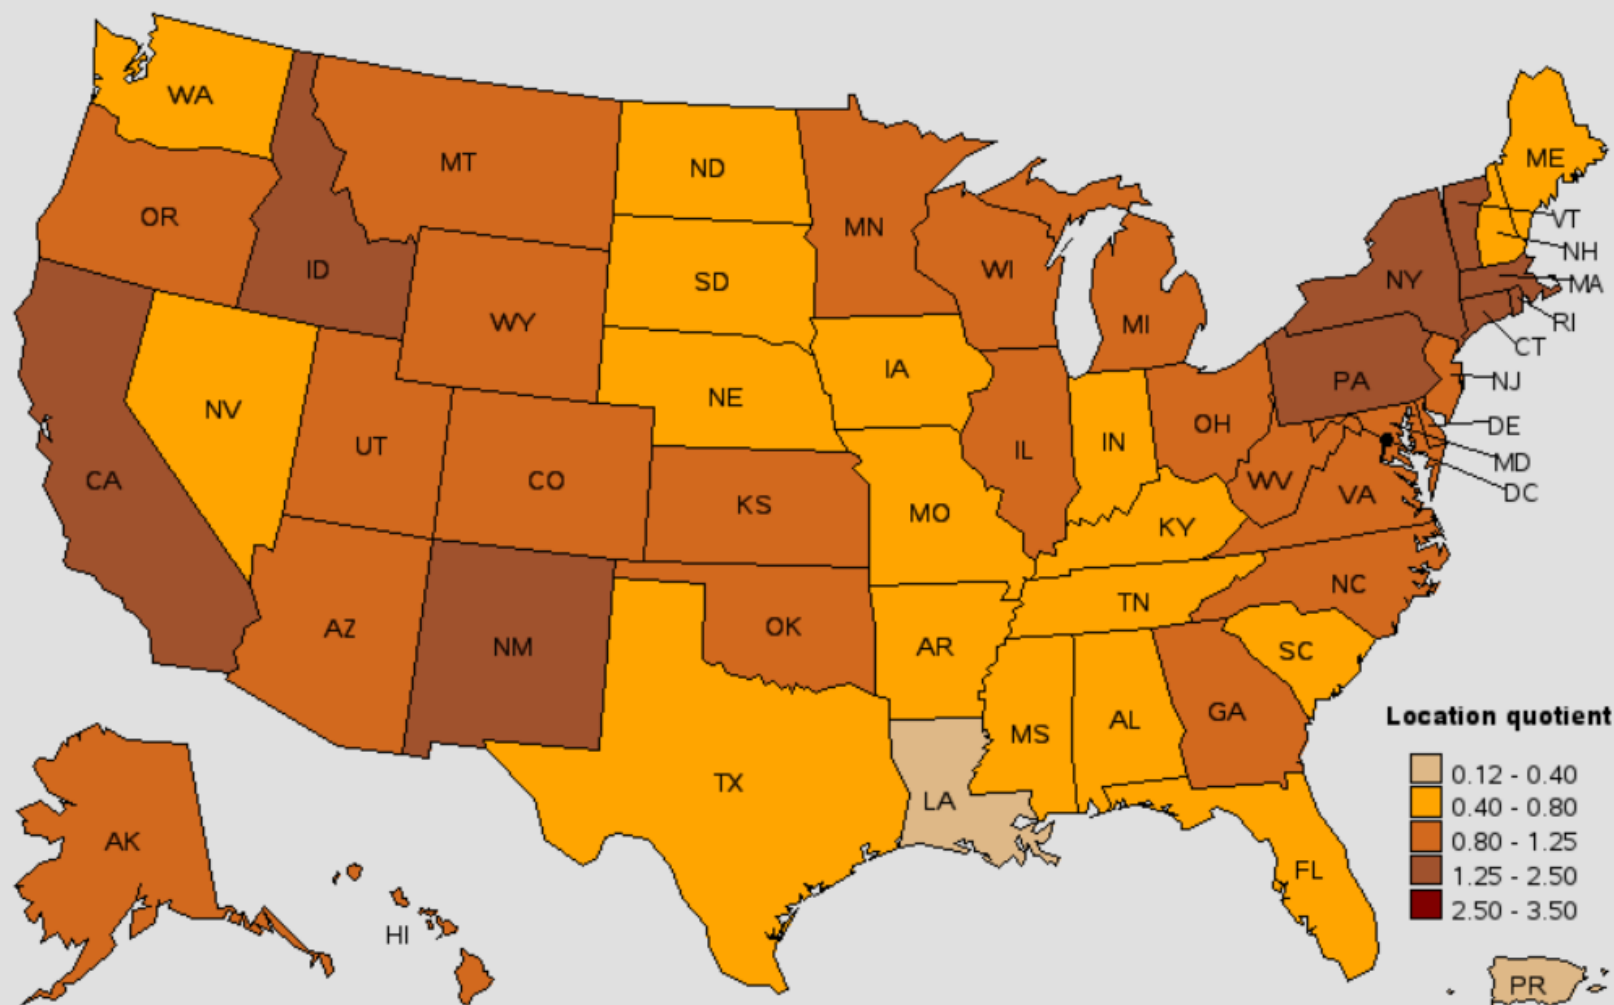 WA
MT
ND
MN
ME
OR
ID
SD
WI
VT
NH
NY
MA
WY
MI
RI
CT
IA
PA
NJ
NV
NE
OH
DE
UT
IN
IL
MD
CA
CO
WV
VA
DC
KS
MO
KY
NC
TN
AZ
NM
OK
AR
SC
GA
MS
AL
Location quotient
0.12 - 0.40
0.40 - 0.80
0.80 - 1.25
1.25 - 2.50
2.50 - 3.50
TX
LA
AK
FL
HI
PR